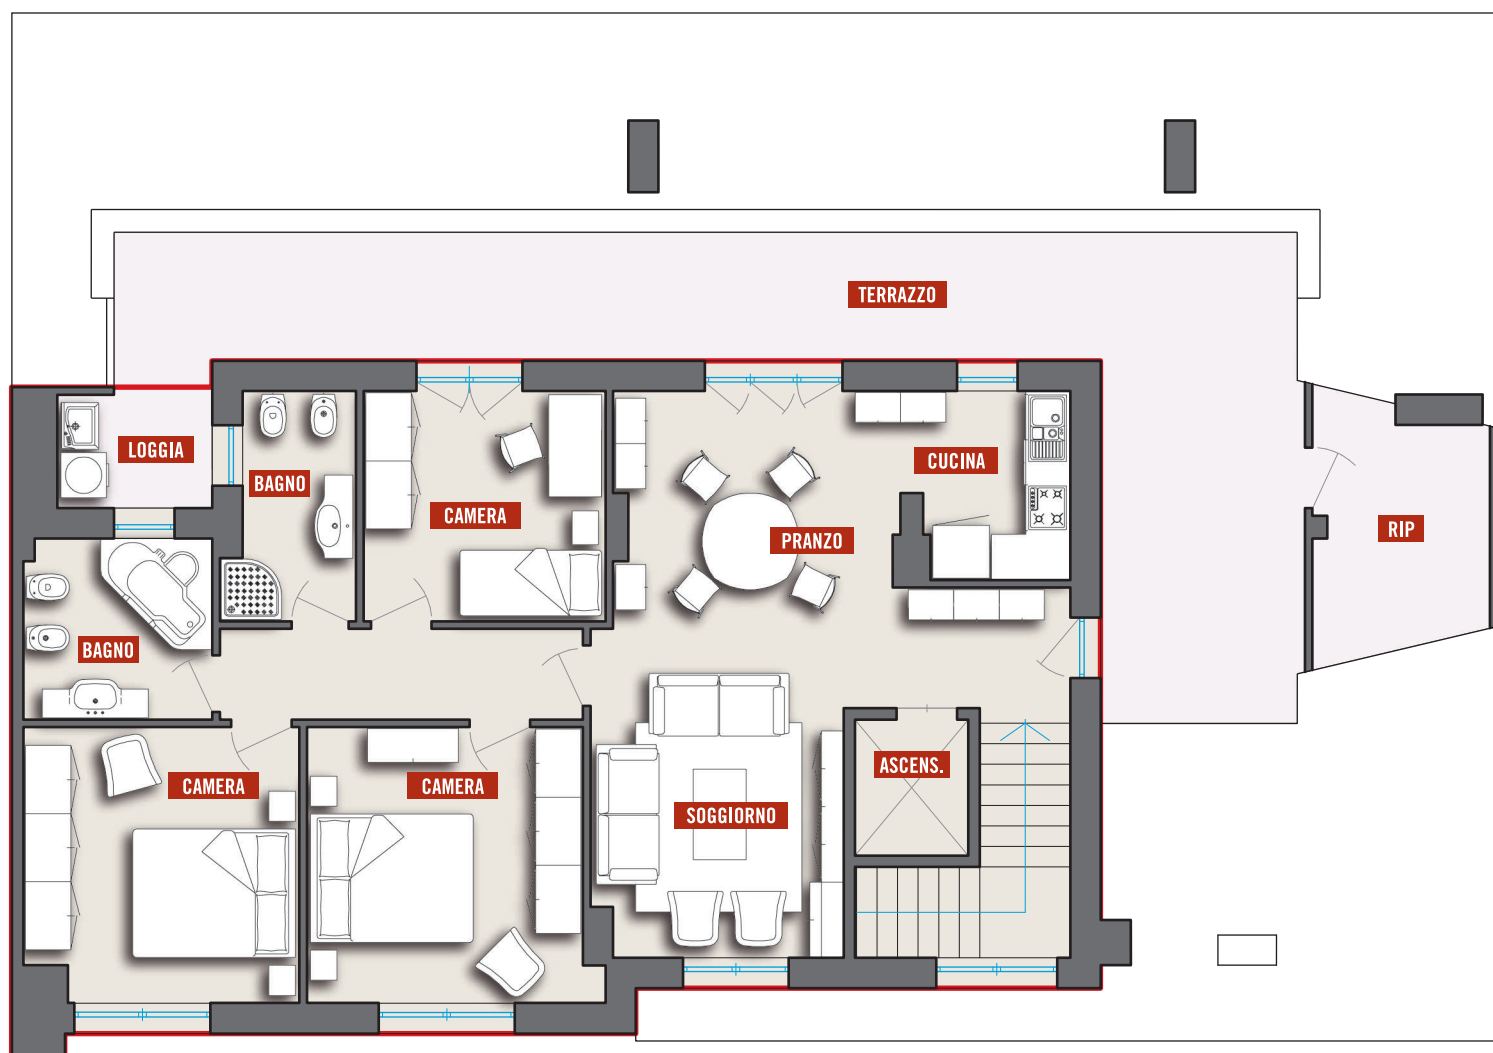 TERRAZZO
LOGGIA
CUCINA
BAGNO
CAMERA
RIP
PRANZO
BAGNO
ASCENS.
CAMERA
CAMERA
SOGGIORNO